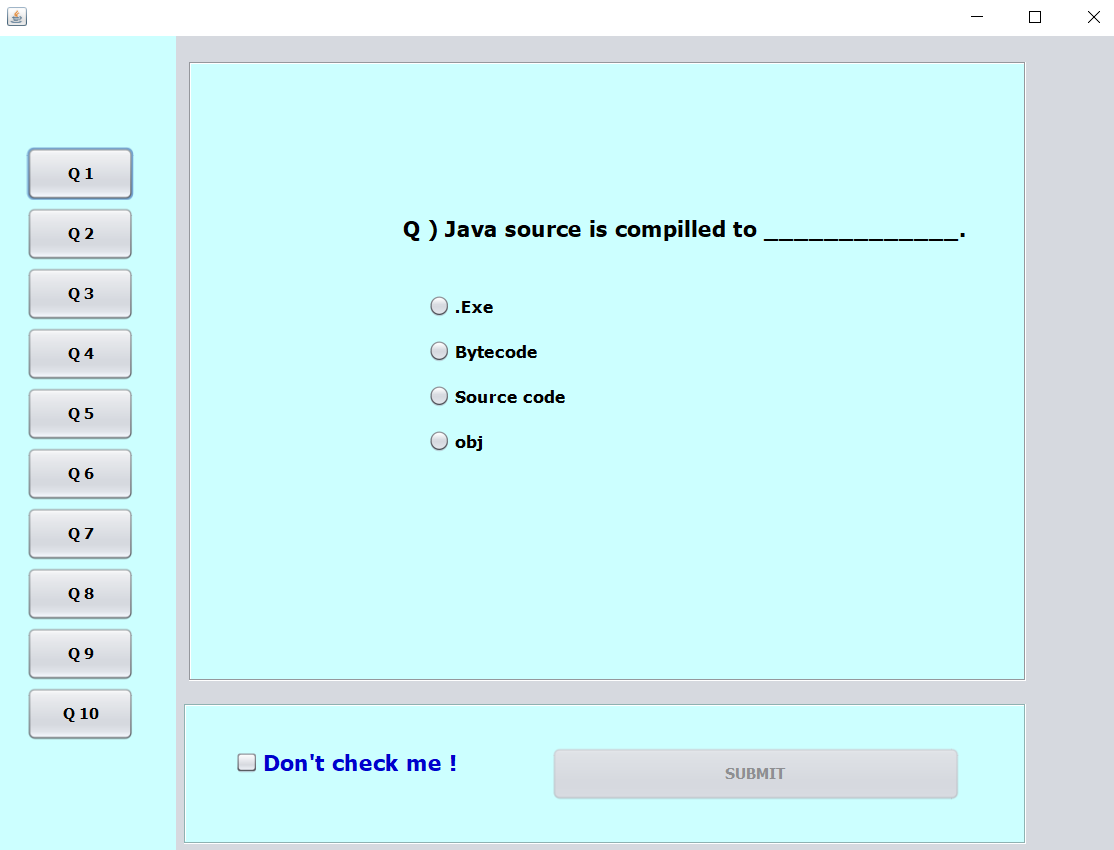 Q 1
Q 2
Q 3
Q 4
Q 5
Q 6
Q 7
Q 8
Q 9
Q 10
Q ) Java source is compilled to _____________.
.Exe
Bytecode
Source code
obj
Don't check me !
SUBMIT